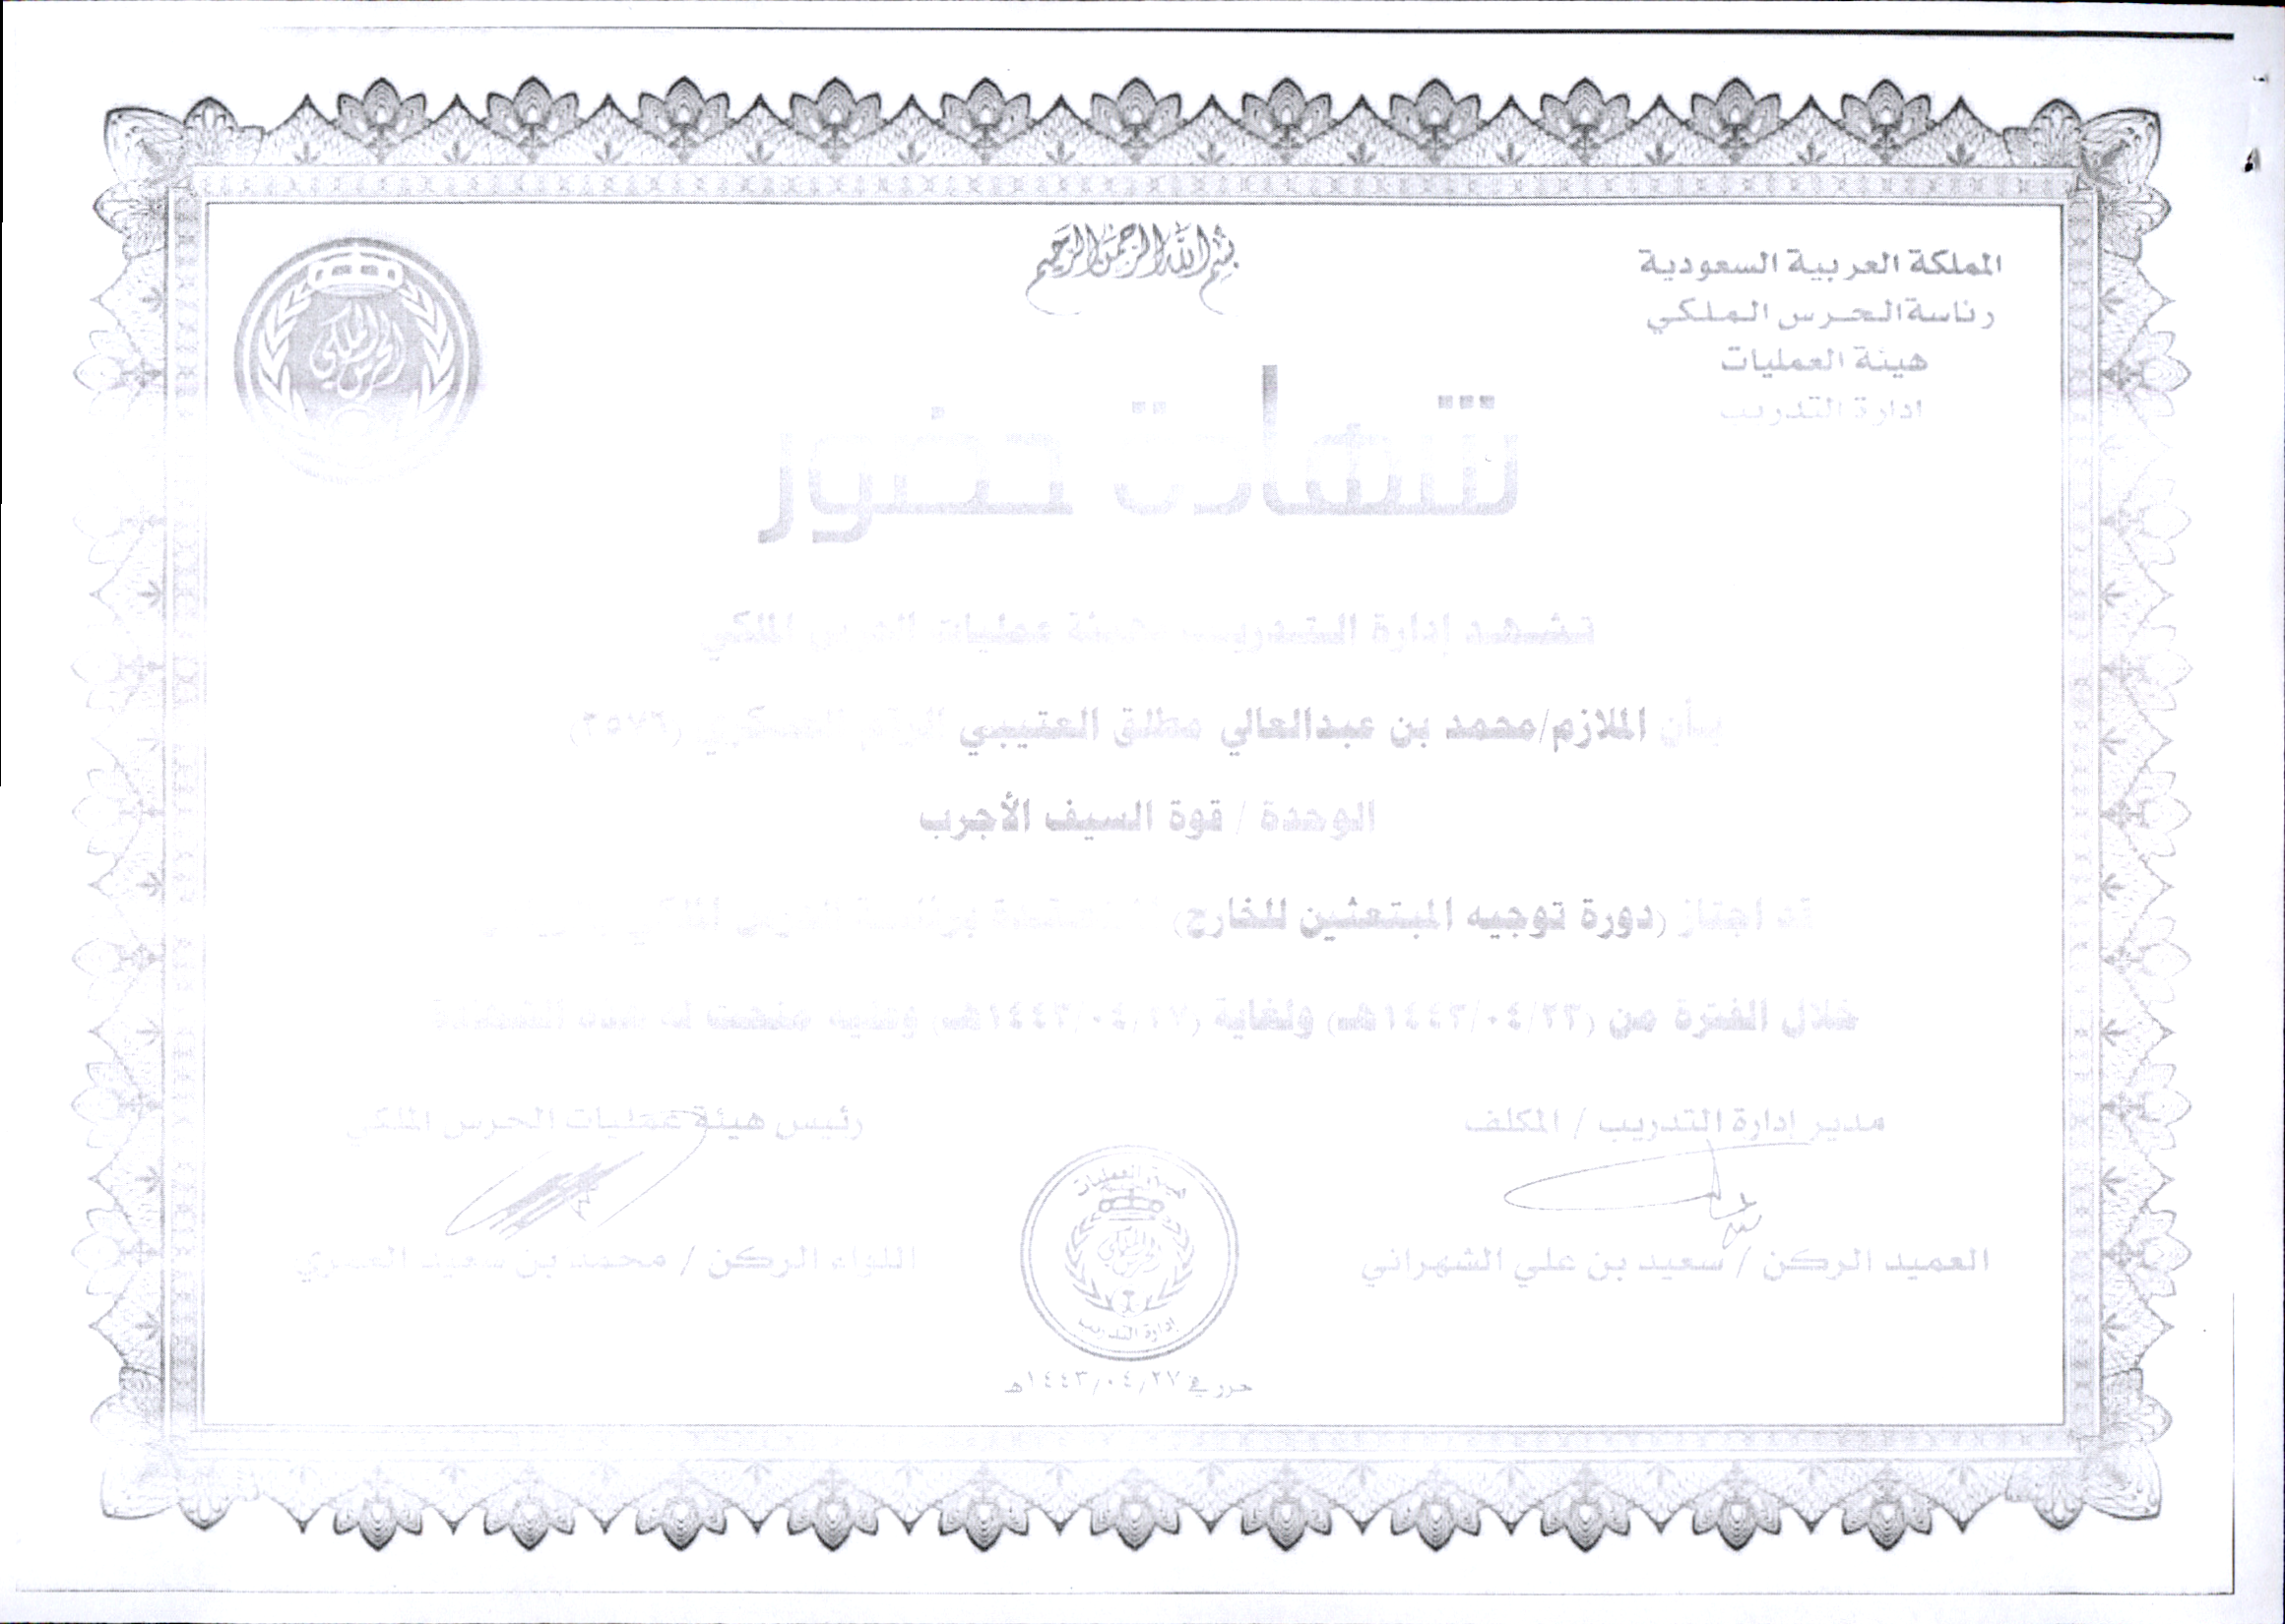 بسم الله الرحمن الرحيم
المملكة العربية السعودية
رئاسة الحرس الملكي
هيئة العمليات
ادارة التدريب
الحرس الملكي
شهادة حضور
تشهد إدارة التدريب بهيئة عمليات الحرس الملكي
بأن الملازم/محمد بن عبدالعالي مطلق العتيبي الرقم العسكري
الوحدة / قوة السيف الأجرب
قد اجتاز (دورة توجيه المبتعثين للخارج) المنعقدة برئاسة الحرس الملكي
خلال الفترة من (١٤٤٣/٠٤/٢٣هـ) ولغاية (١٤٤٣/٠٤/٢٧هـ) وعليه منحت له هذه الشهادة
مدير إدارة التدريب / المكلف
العميد الركن / سعيد بن علي الشهراني
رئيس هيئة عمليات الحرس الملكي
اللواء الركن / محمد بن سعيد العمري
هيئة العمليات
الحرس الملكي
إدارة التدريب
حرر في ١٤٤٣/٠٤/٢٧هـ